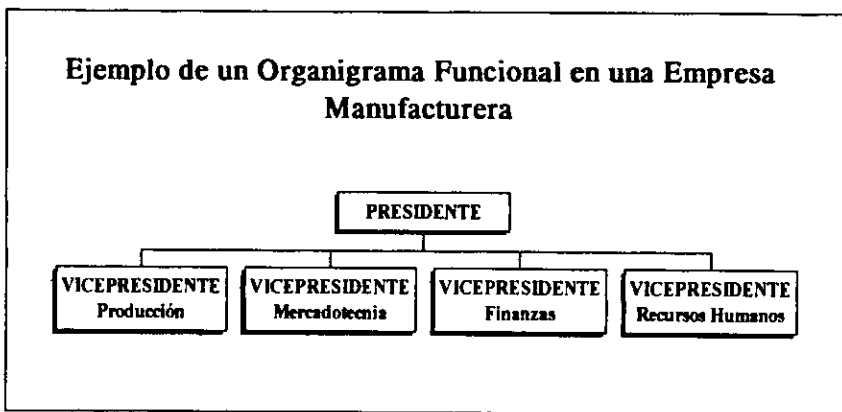 Ejemplo de un Organigrama Funcional en una Empresa
Manufacturera
PRESIDENTE
VICEPRESIDENTE
Producción
VICEPRESIDENTE
Mercadotecnia
VICEPRESIDENTE
Finanzas
VICEPRESIDENTE
Recursos Humanos